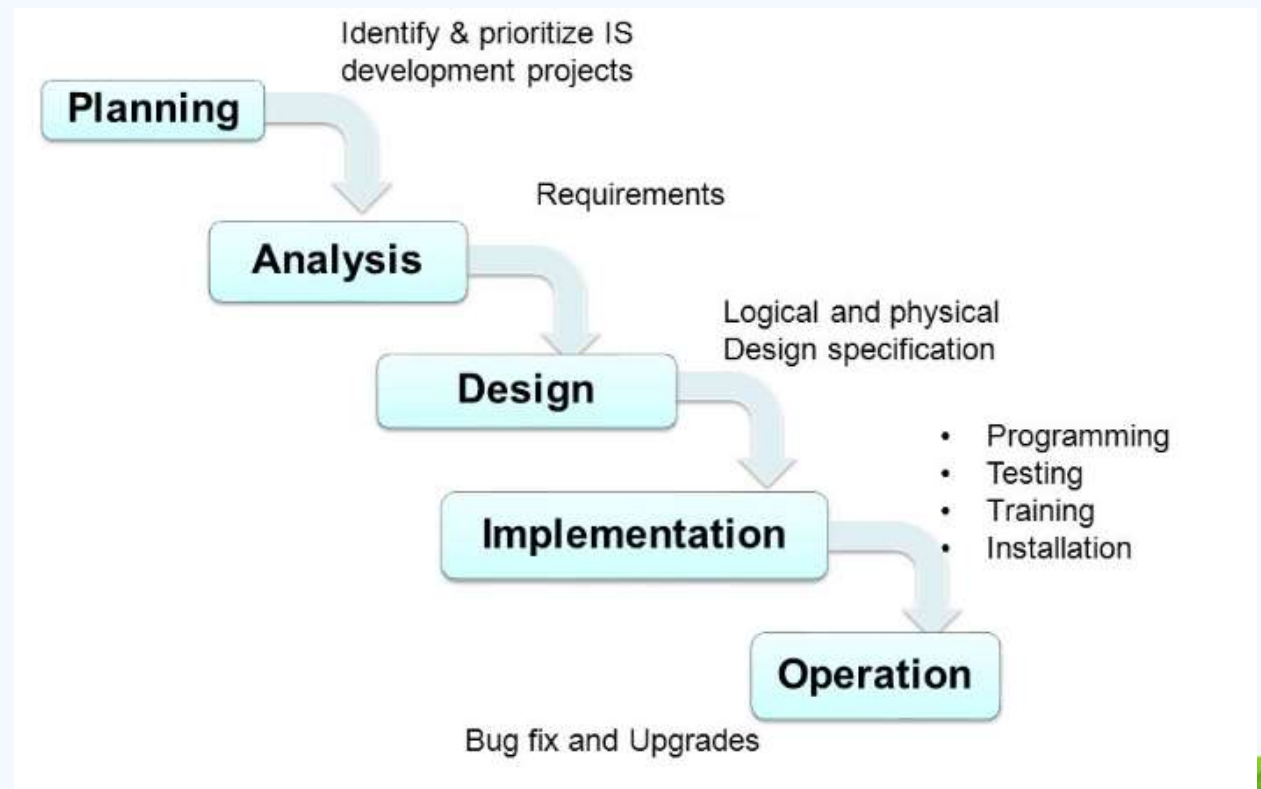 Identify & prioritize IS
development projects
Planning
Requirements
Analysis
Logical and physical
Design specification
Design
• Programming
• Testing
• Training
• Installation
Implementation
Operation
Bug fix and Upgrades